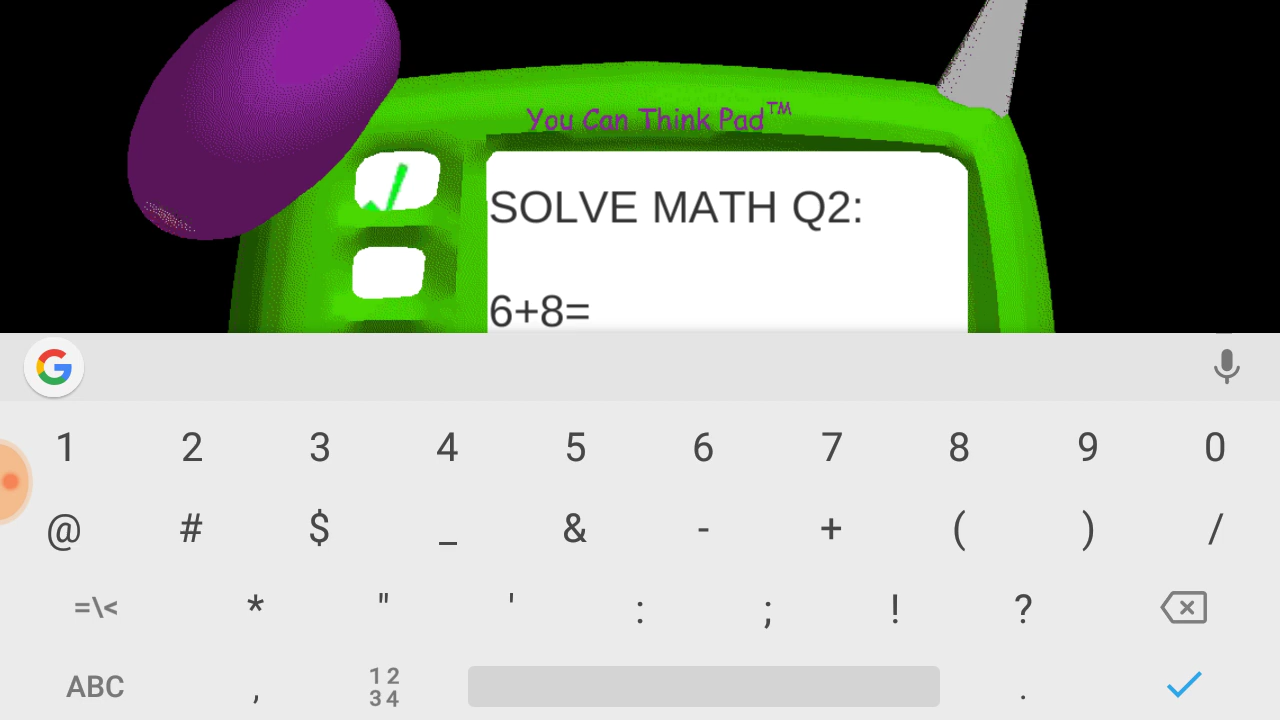 You Can Think Pad™
SOLVE MATH Q2:
6+8=
1 2 3 4 5 6 7 8 9 0
@ # $ _ & - + ( ) /
=\< * " ' : ; ! ?
ABC , 12 34 .